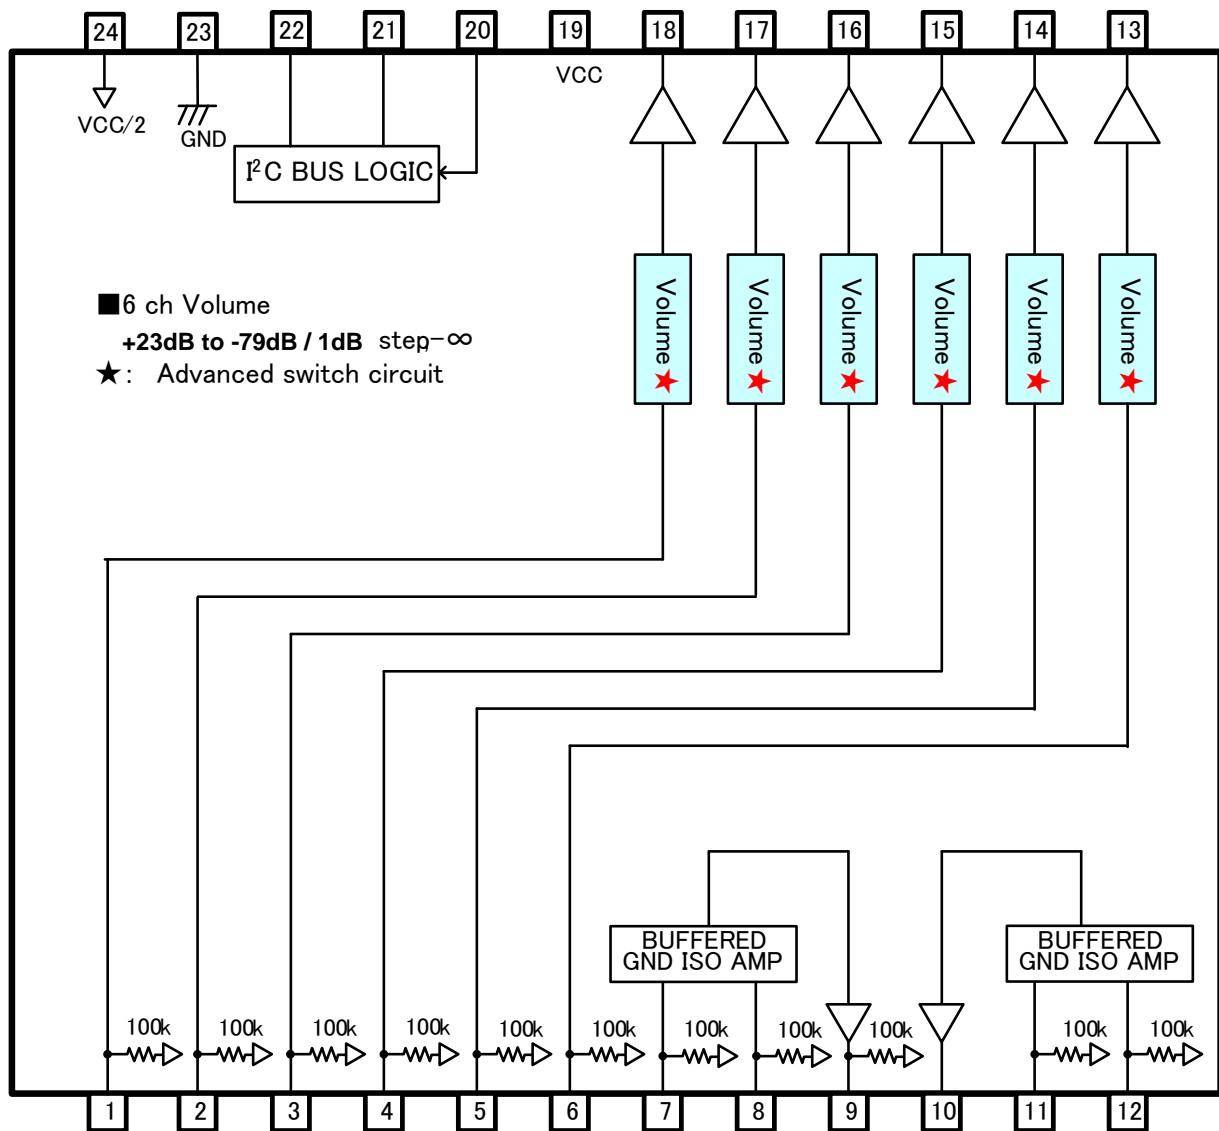 24 23 22 21 20 19 18 17 16 15 14 13
VCC
VCC/2
GND
I²C BUS LOGIC
■6 ch Volume
+23dB to -79dB / 1dB step-∞
★: Advanced switch circuit
Volume ★ Volume ★ Volume ★ Volume ★ Volume ★ Volume ★
BUFFERED
GND ISO AMP
BUFFERED
GND ISO AMP
100k 100k 100k 100k 100k 100k 100k 100k 100k 100k 100k
1 2 3 4 5 6 7 8 9 10 11 12